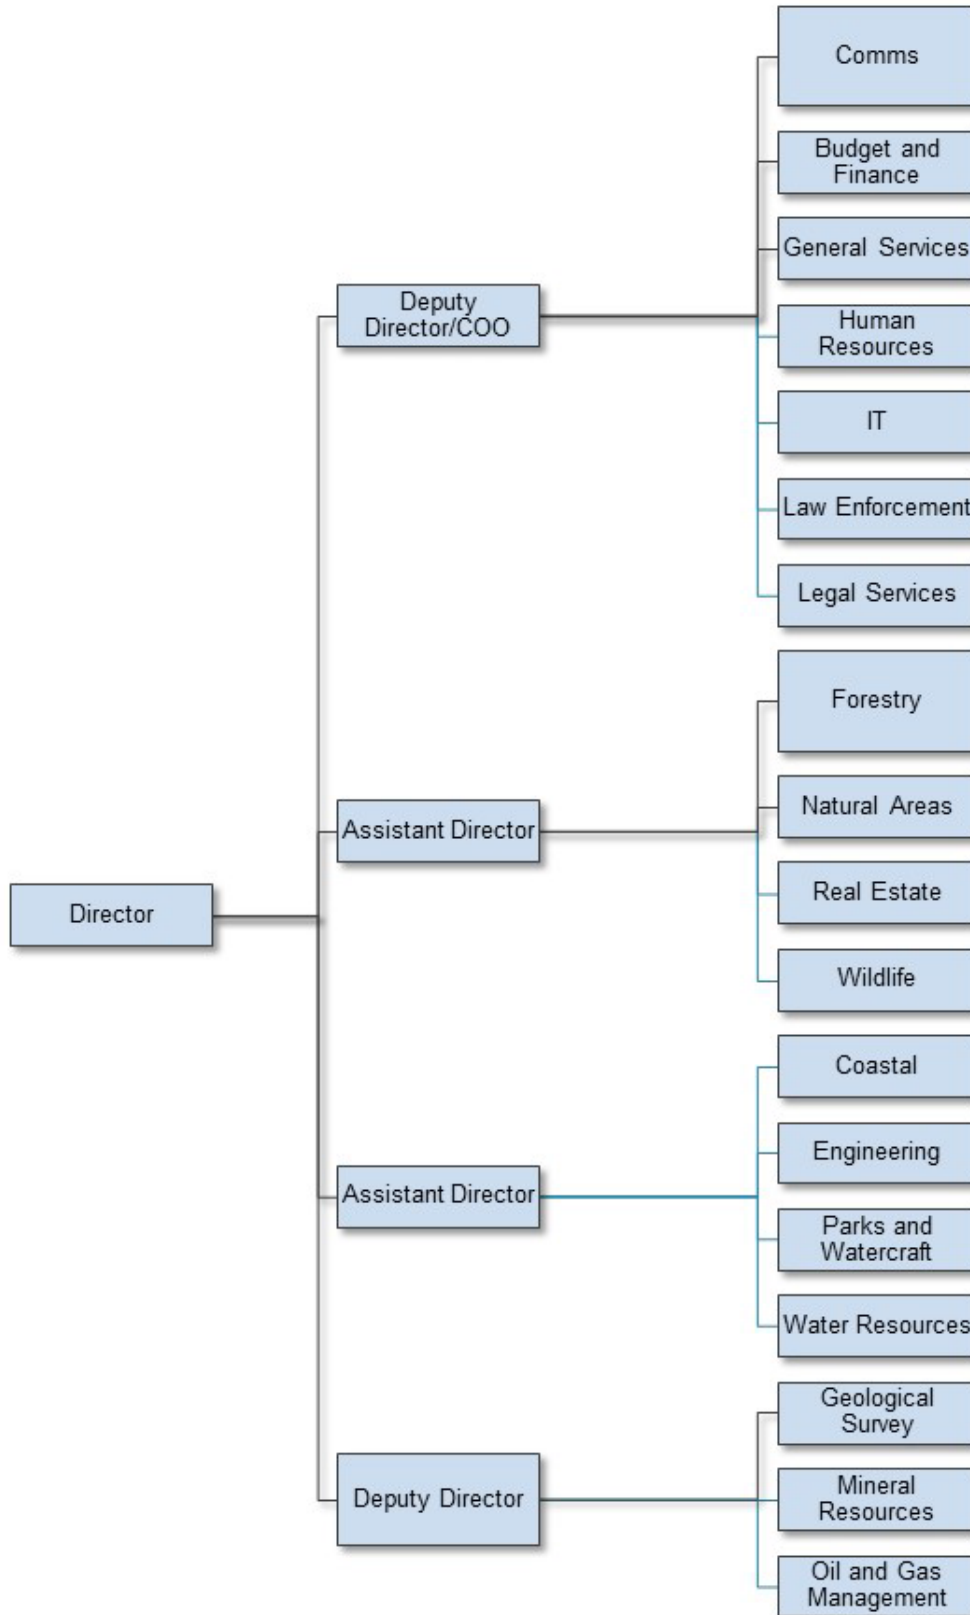 Comms
Budget and
Finance
General Services
Deputy
Director/COO
Human
Resources
IT
Law Enforcement
Legal Services
Forestry
Natural Areas
Assistant Director
Real Estate
Director
Wildlife
Coastal
Engineering
Assistant Director
Parks and
Watercraft
Water Resources
Geological
Survey
Deputy Director
Mineral
Resources
Oil and Gas
Management